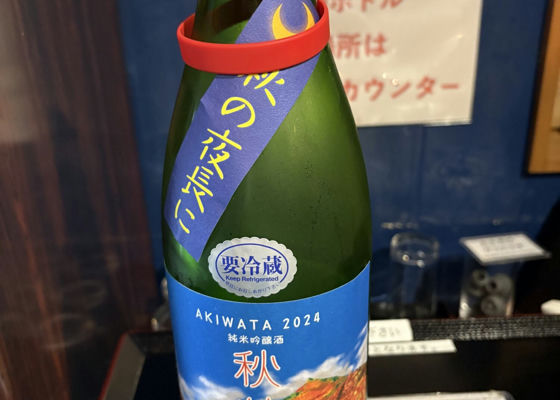 秋の夜長に
要冷蔵
Keep Refrigerated
AKIWATA 2024
純米吟醸酒
秋
ボトル
所は
カウンター